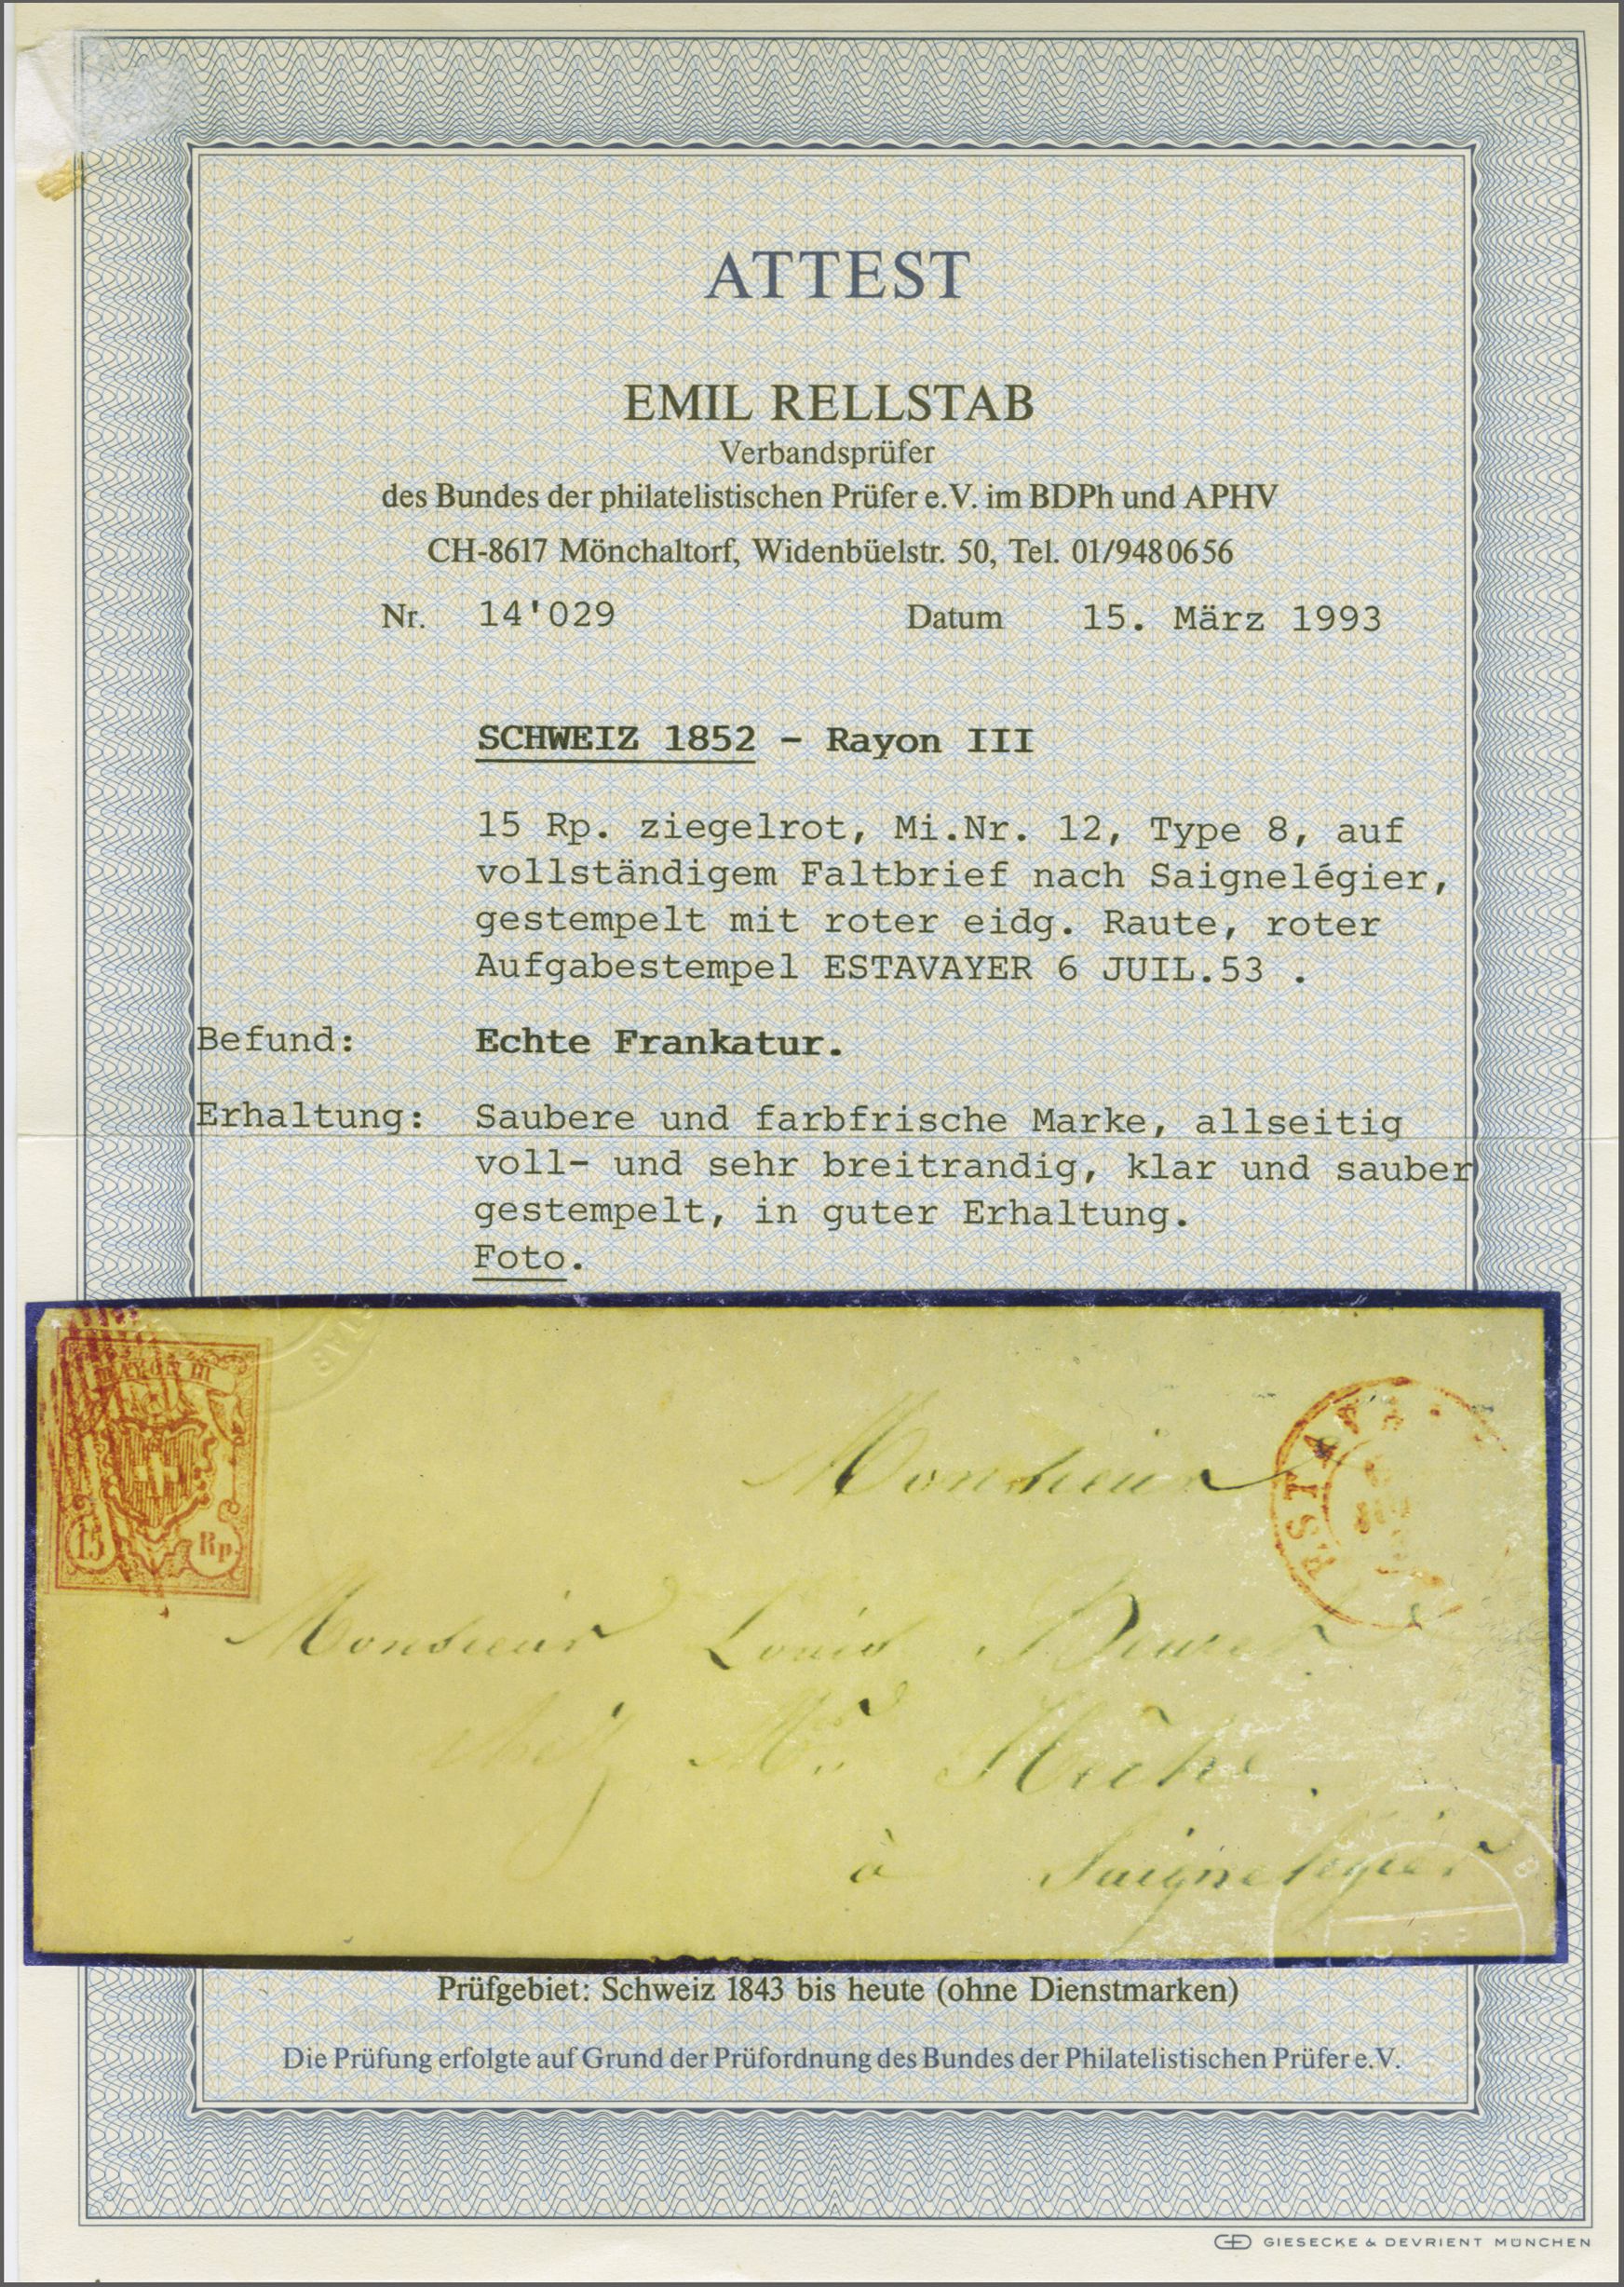 ATTEST
EMIL RELLSTAB
Verbandsprüfer
des Bundes der philatelistischen Prüfer e.V. im BDPh und APHV
CH-8617 Mönchaltorf, Widenbüelstr. 50, Tel. 01/9480656
Nr. 14'029 Datum 15. März 1993
SCHWEIZ 1852 - Rayon III
15 Rp. ziegelrot, Mi.Nr. 12, Type 8, auf
vollständigem Faltbrief nach Saignelégier,
gestempelt mit roter eidg. Raute, roter
Aufgabestempel ESTAVAYER 6 JUIL.53 .
Befund: Echte Frankatur.
Erhaltung: Saubere und farbfrische Marke, allseitig
voll- und sehr breitrandig, klar und sauber
gestempelt, in guter Erhaltung.
Foto.
RAYON III
15 Rp.
Monsieur
Monsieur Louis
à Saignelegier
Prüfgebiet: Schweiz 1843 bis heute (ohne Dienstmarken)
Die Prüfung erfolgte auf Grund der Prüfordnung des Bundes der Philatelistischen Prüfer e.V.
GIESECKE & DEVRIENT MÜNCHEN